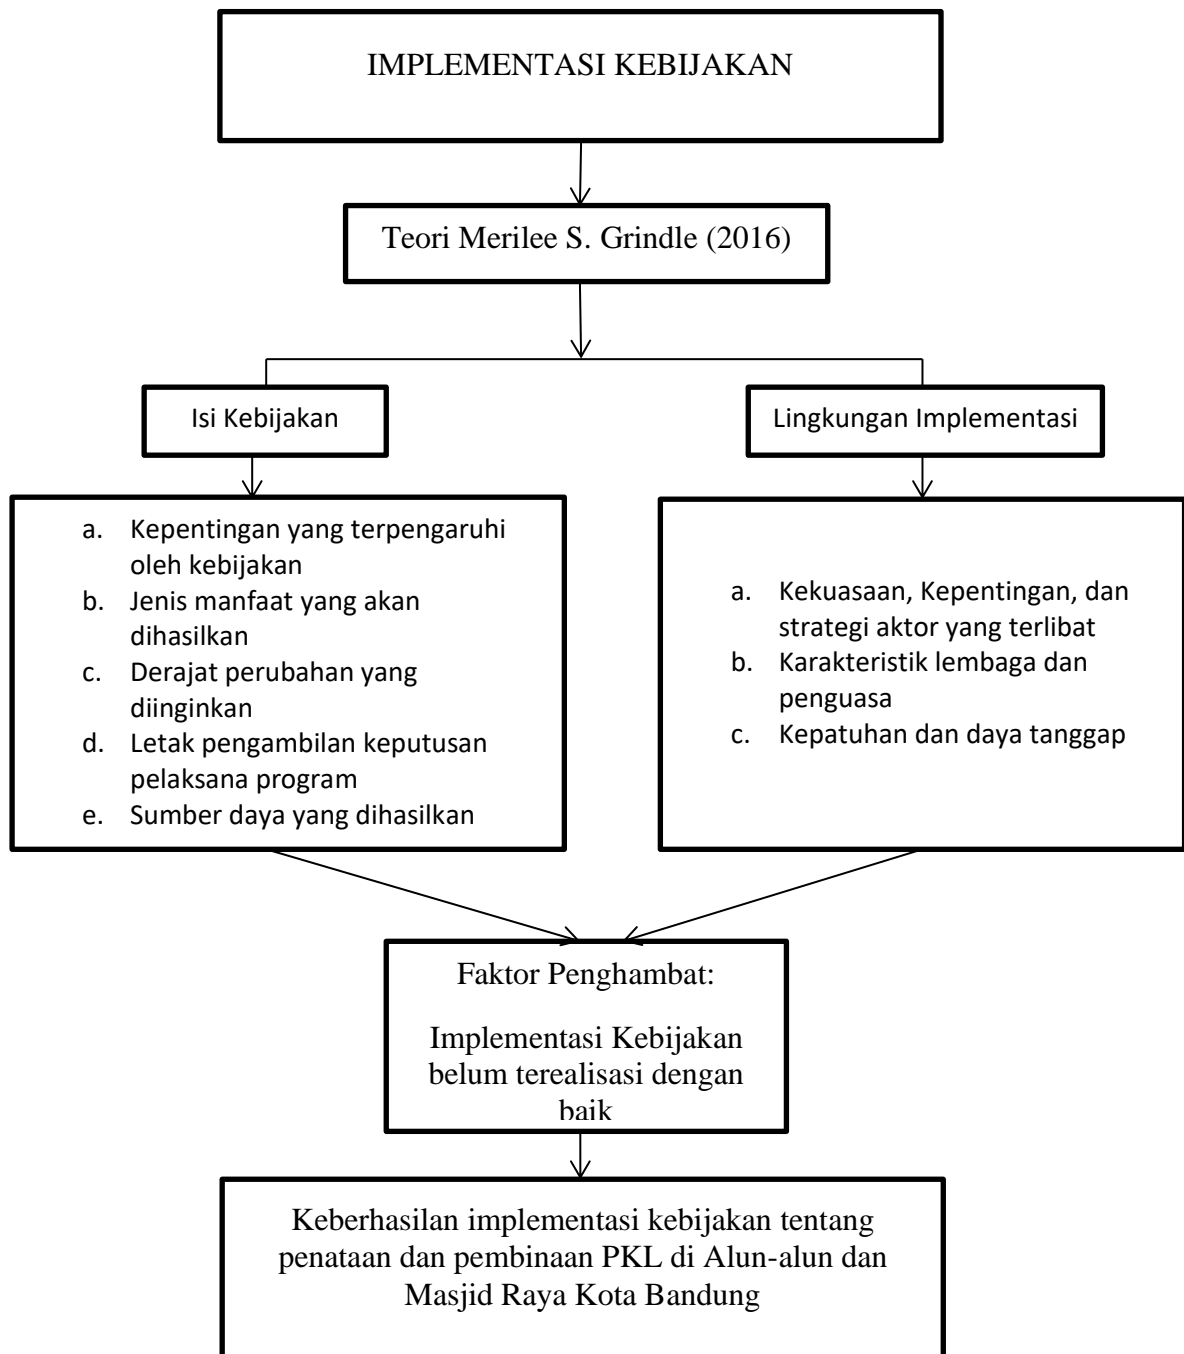 IMPLEMENTASI KEBIJAKAN
Teori Merilee S. Grindle (2016)
Isi Kebijakan
Lingkungan Implementasi
a. Kepentingan yang terpengaruhi
oleh kebijakan
b. Jenis manfaat yang akan
dihasilkan
c. Derajat perubahan yang
diinginkan
d. Letak pengambilan keputusan
pelaksana program
e. Sumber daya yang dihasilkan
a. Kekuasaan, Kepentingan, dan
strategi aktor yang terlibat
b. Karakteristik lembaga dan
penguasa
c. Kepatuhan dan daya tanggap
Faktor Penghambat:
Implementasi Kebijakan
belum terealisasi dengan
baik
Keberhasilan implementasi kebijakan tentang
penataan dan pembinaan PKL di Alun-alun dan
Masjid Raya Kota Bandung